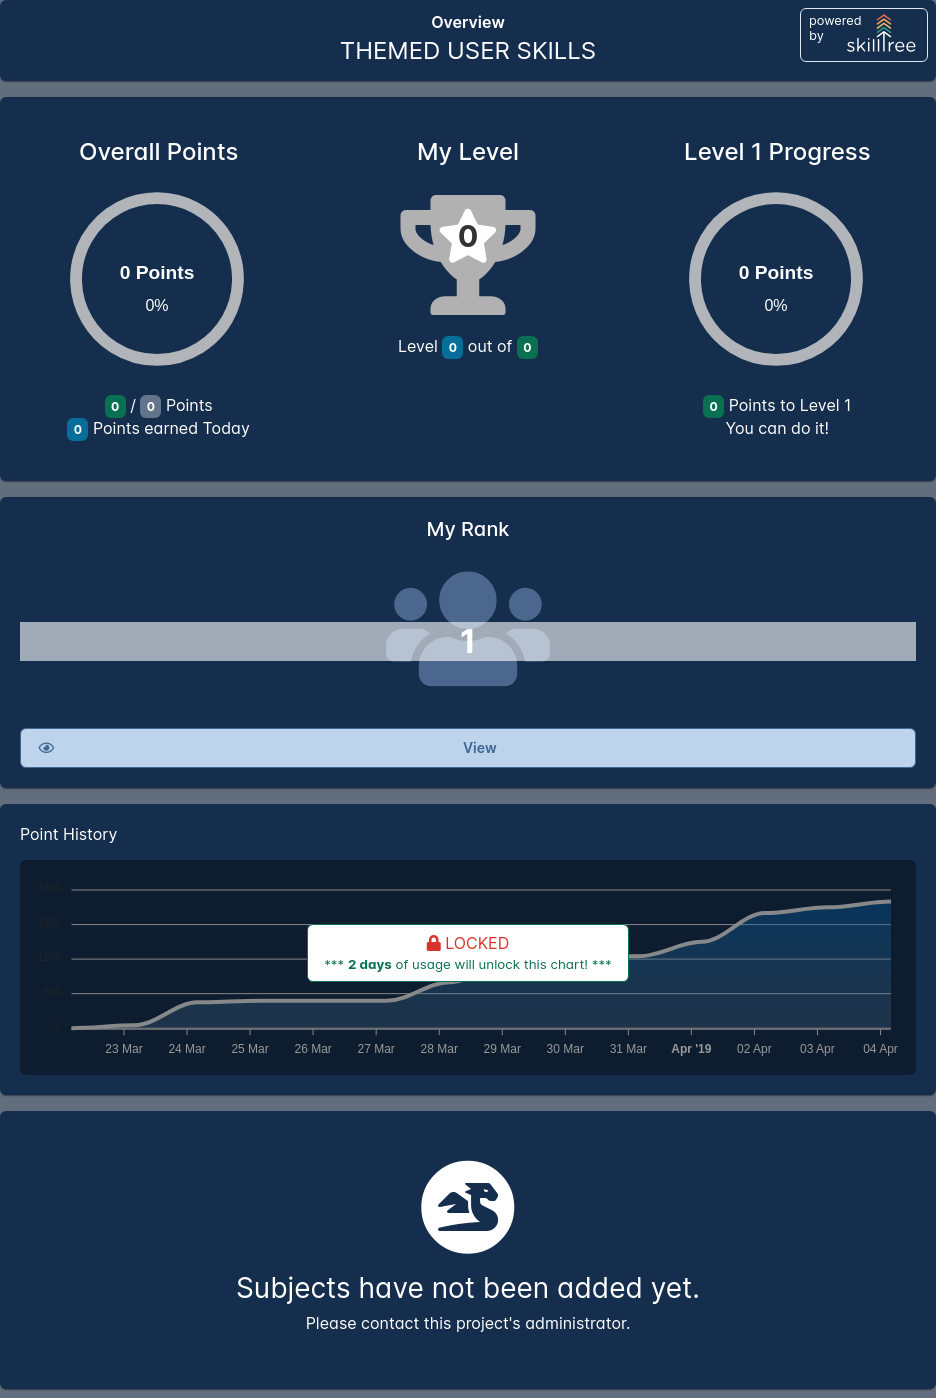 Overview
THEMED USER SKILLS
powered
by
skilltree
Overall Points
My Level
Level 1 Progress
0 Points
0%
0
0 Points
0%
Level 0 out of 0
0 / 0 Points
0 Points earned Today
0 Points to Level 1
You can do it!
My Rank
1
View
Point History
2400
1800
1200
600
0
LOCKED
*** 2 days of usage will unlock this chart! ***
23 Mar
24 Mar
25 Mar
26 Mar
27 Mar
28 Mar
29 Mar
30 Mar
31 Mar
Apr '19
02 Apr
03 Apr
04 Apr
Subjects have not been added yet.
Please contact this project's administrator.